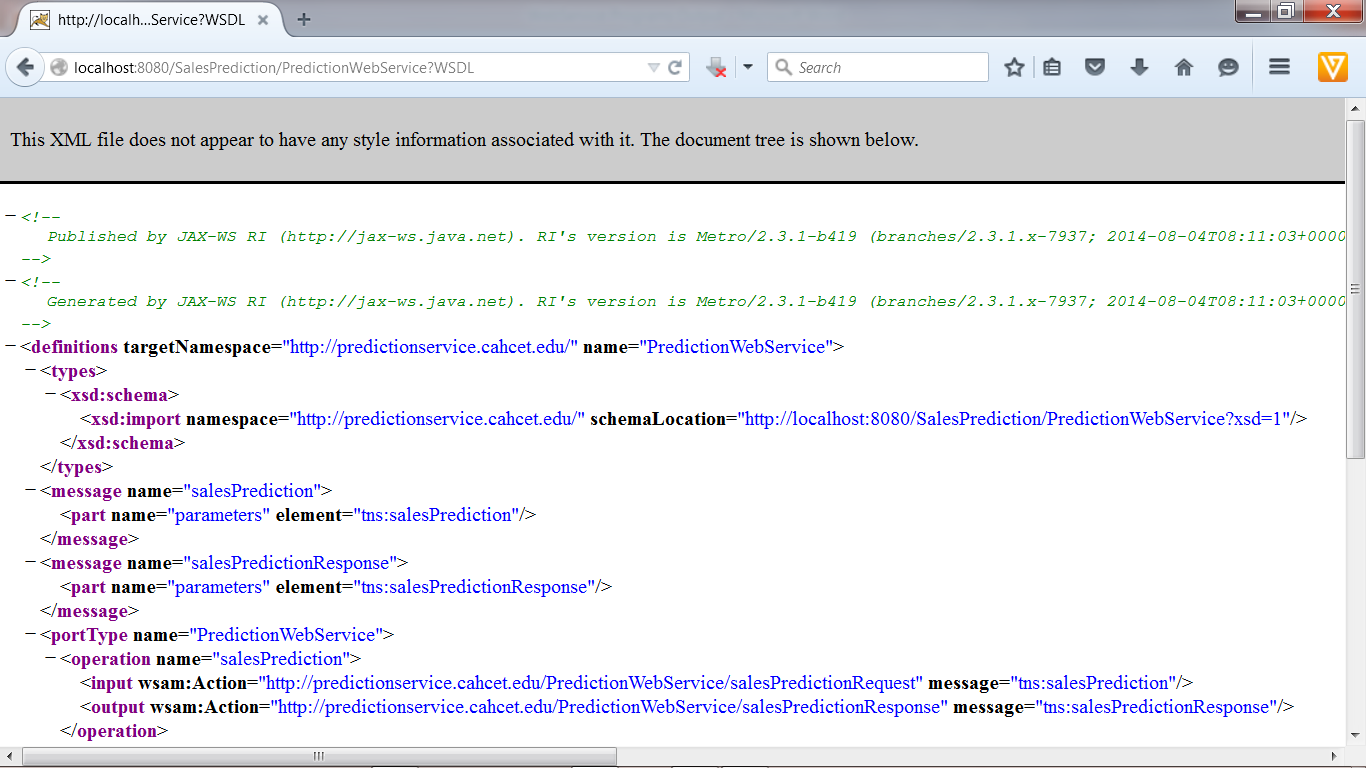 http://localh...Service?WSDL
localhost:8080/SalesPrediction/PredictionWebService?WSDL
Search
This XML file does not appear to have any style information associated with it. The document tree is shown below.
<!--
Published by JAX-WS RI (http://jax-ws.java.net). RI's version is Metro/2.3.1-b419 (branches/2.3.1.x-7937; 2014-08-04T08:11:03+0000
-->
<!--
Generated by JAX-WS RI (http://jax-ws.java.net). RI's version is Metro/2.3.1-b419 (branches/2.3.1.x-7937; 2014-08-04T08:11:03+0000
-->
<definitions targetNamespace="http://predictionservice.cahcet.edu/" name="PredictionWebService">
<types>
<xsd:schema>
<xsd:import namespace="http://predictionservice.cahcet.edu/" schemaLocation="http://localhost:8080/SalesPrediction/PredictionWebService?xsd=1"/>
</xsd:schema>
</types>
<message name="salesPrediction">
<part name="parameters" element="tns:salesPrediction"/>
</message>
<message name="salesPredictionResponse">
<part name="parameters" element="tns:salesPredictionResponse"/>
</message>
<portType name="PredictionWebService">
<operation name="salesPrediction">
<input wsam:Action="http://predictionservice.cahcet.edu/PredictionWebService/salesPredictionRequest" message="tns:salesPrediction"/>
<output wsam:Action="http://predictionservice.cahcet.edu/PredictionWebService/salesPredictionResponse" message="tns:salesPredictionResponse"/>
</operation>